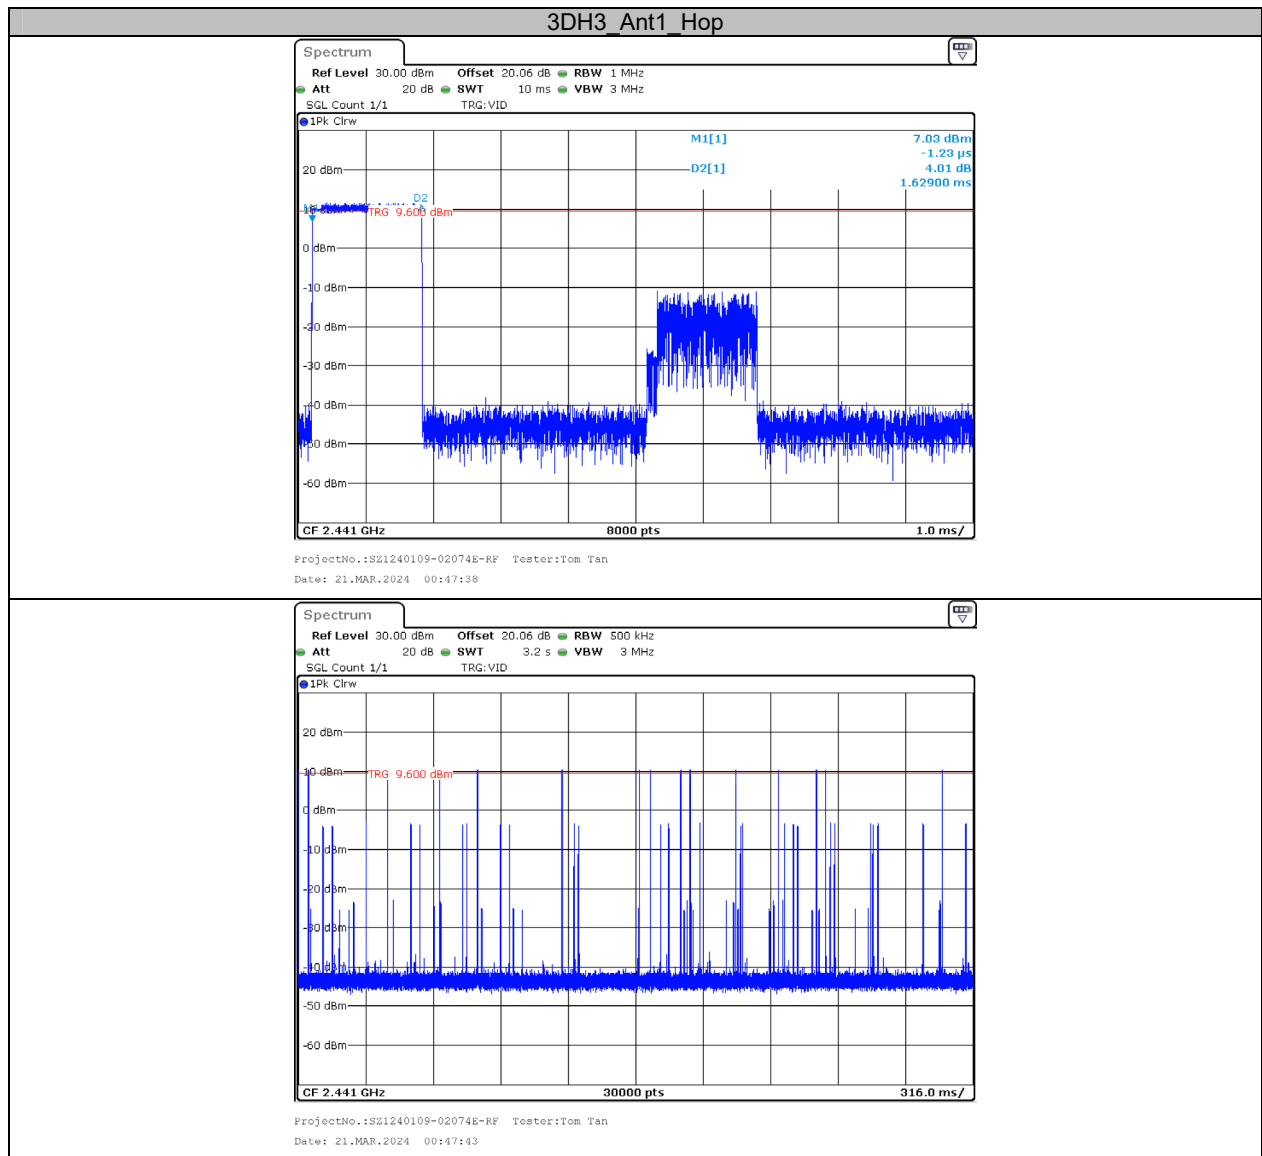 3DH3_Ant1_Hop
Spectrum
Ref Level 30.00 dBm Offset 20.06 dB RBW 1 MHz
Att 20 dB SWT 10 ms VBW 3 MHz
SGL Count 1/1 TRG:VID
1Pk Clrw
M1[1] 7.03 dBm
-1.23 µs
D2[1] 4.01 dB
1.62900 ms
20 dBm
D2
10 dBm
TRG 9.600 dBm
0 dBm
-10 dBm
-20 dBm
-30 dBm
-40 dBm
-50 dBm
-60 dBm
CF 2.441 GHz 8000 pts 1.0 ms/
ProjectNo.:SZ1240109-02074E-RF Tester:Tom Tan
Date: 21.MAR.2024 00:47:38
Spectrum
Ref Level 30.00 dBm Offset 20.06 dB RBW 500 kHz
Att 20 dB SWT 3.2 s VBW 3 MHz
SGL Count 1/1 TRG:VID
1Pk Clrw
20 dBm
10 dBm
TRG 9.600 dBm
0 dBm
-10 dBm
-20 dBm
-30 dBm
-40 dBm
-50 dBm
-60 dBm
CF 2.441 GHz 30000 pts 316.0 ms/
ProjectNo.:SZ1240109-02074E-RF Tester:Tom Tan
Date: 21.MAR.2024 00:47:43